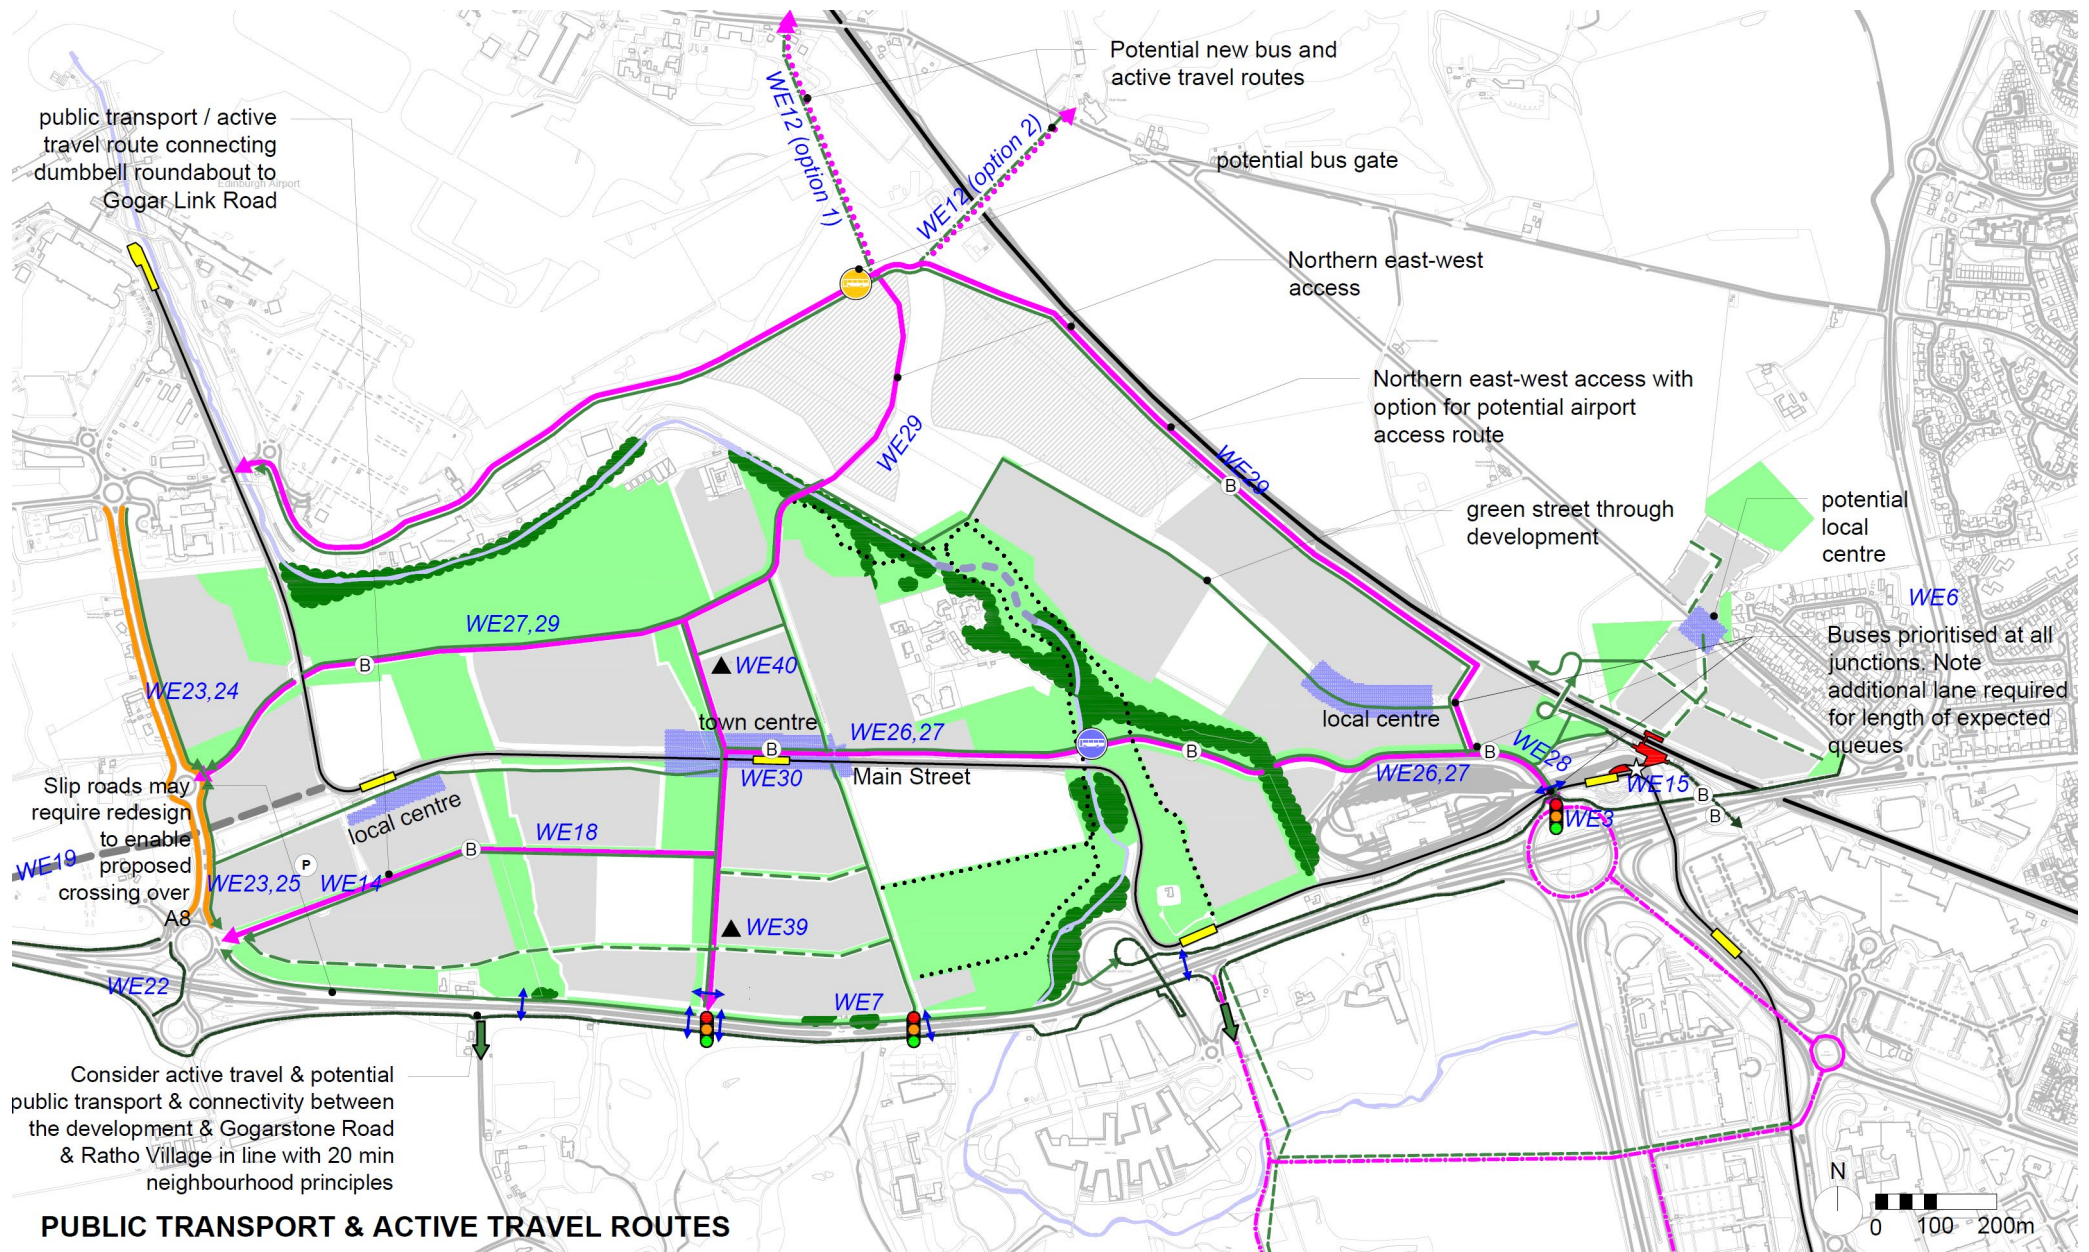 Potential new bus and
active travel routes
WE12 (option 1)
WE12 (option 2)
public transport / active
travel route connecting
dumbbell roundabout to
Gogar Link Road
Edinburgh Airport
potential bus gate
Northern east-west
access
Northern east-west access with
option for potential airport
access route
WE29
WE29
B
green street through
development
potential
local
centre
WE6
WE27,29
B
WE23,24
WE40
town centre
B
WE26,27
WE30
Main Street
local centre
B
B
WE26,27
WE28
WE15
B
B
WE3
Buses prioritised at all
junctions. Note
additional lane required
for length of expected
queues
Slip roads may
require redesign
to enable
proposed
crossing over
A8
local centre
WE19
P
WE23,25
WE14
WE18
B
WE39
WE22
WE7
Consider active travel & potential
public transport & connectivity between
the development & Gogarstone Road
& Ratho Village in line with 20 min
neighbourhood principles
N
0 100 200m
PUBLIC TRANSPORT & ACTIVE TRAVEL ROUTES